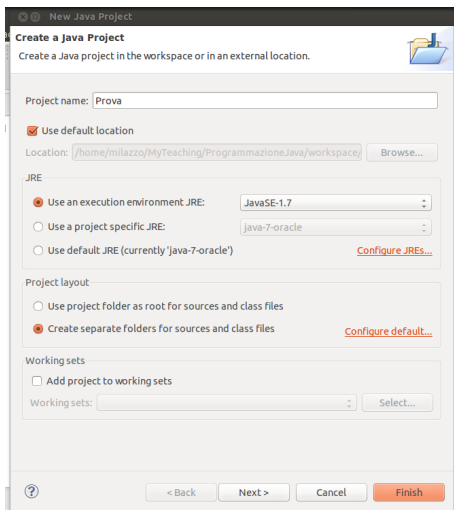 New Java Project
Create a Java Project
Create a Java project in the workspace or in an external location.
Project name: Prova
Use default location
Location: /home/milazzo/MyTeaching/ProgrammazioneJava/workspace/ Browse...
JRE
Use an execution environment JRE: JavaSE-1.7
Use a project specific JRE: java-7-oracle
Use default JRE (currently 'java-7-oracle') Configure JREs...
Project layout
Use project folder as root for sources and class files
Create separate folders for sources and class files Configure default...
Working sets
Add project to working sets
Working sets: Select...
? < Back Next > Cancel Finish